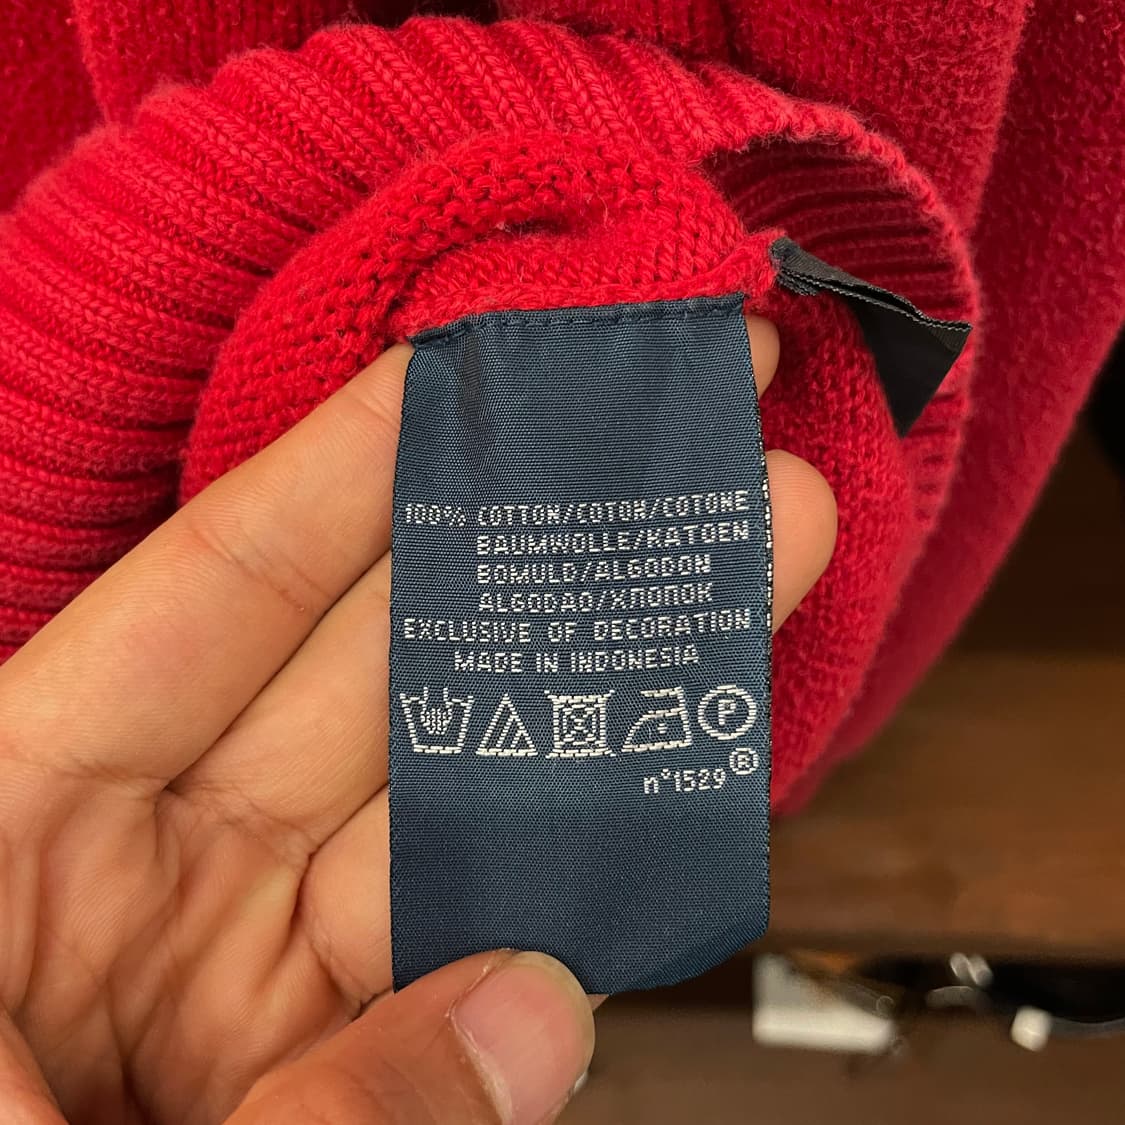 100% COTTON/COTON/COTONE
BAUMWOLLE/KATOEN
BOMULD/ALGODON
ALGODAO/ХЛОПОК
EXCLUSIVE OF DECORATION
MADE IN INDONESIA
P
n°1529®